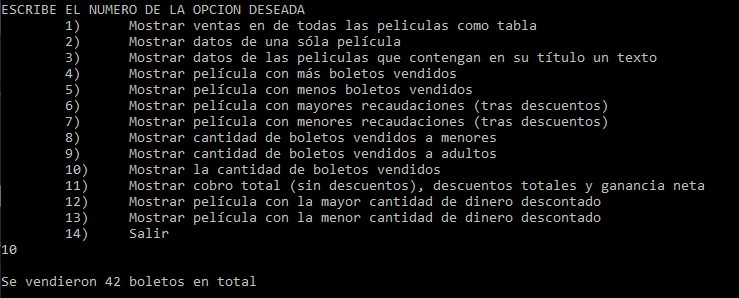 ESCRIBE EL NUMERO DE LA OPCION DESEADA
1) Mostrar ventas en de todas las peliculas como tabla
2) Mostrar datos de una sóla película
3) Mostrar datos de las peliculas que contengan en su título un texto
4) Mostrar película con más boletos vendidos
5) Mostrar película con menos boletos vendidos
6) Mostrar película con mayores recaudaciones (tras descuentos)
7) Mostrar película con menores recaudaciones (tras descuentos)
8) Mostrar cantidad de boletos vendidos a menores
9) Mostrar cantidad de boletos vendidos a adultos
10) Mostrar la cantidad de boletos vendidos
11) Mostrar cobro total (sin descuentos), descuentos totales y ganancia neta
12) Mostrar película con la mayor cantidad de dinero descontado
13) Mostrar película con la menor cantidad de dinero descontado
14) Salir
10
Se vendieron 42 boletos en total